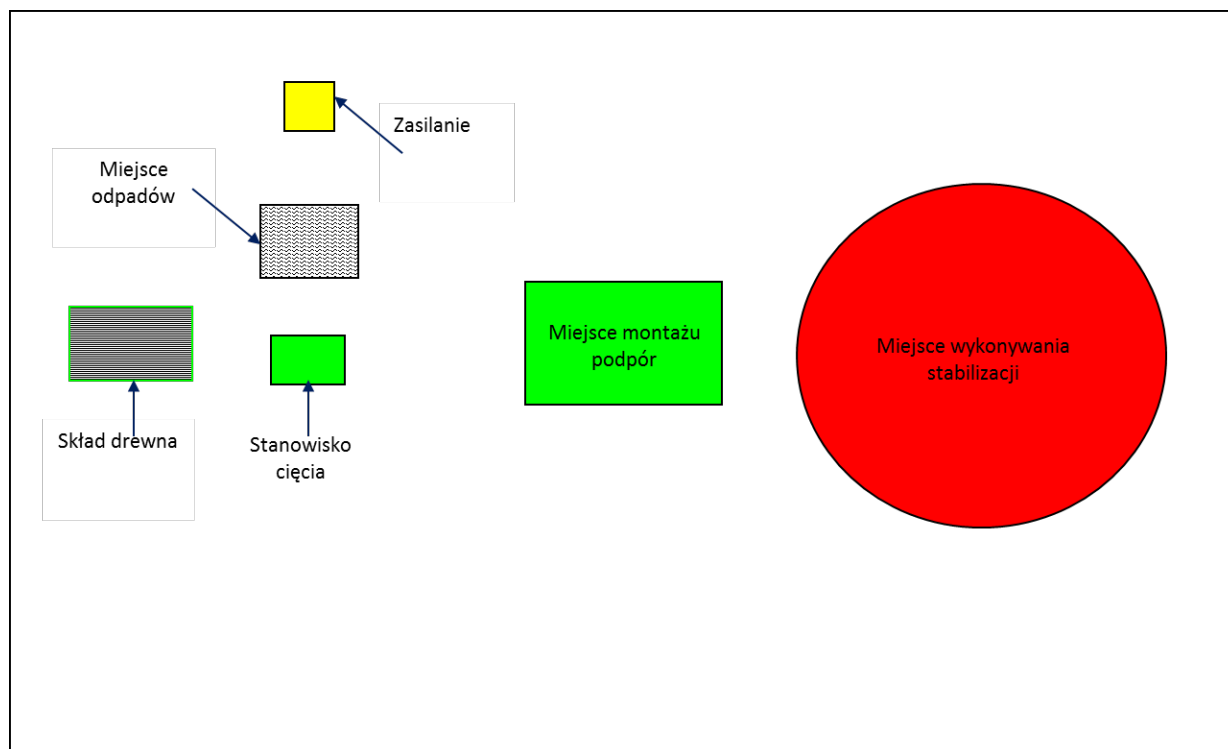 Zasilanie
Miejsce
odpadów
Miejsce montażu
podpór
Miejsce wykonywania
stabilizacji
Skład drewna
Stanowisko
cięcia